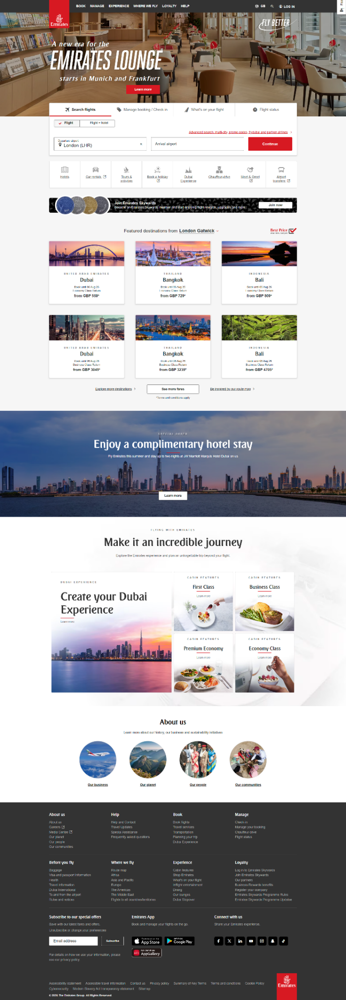 BOOK MANAGE EXPERIENCE WHERE WE FLY LOYALTY HELP
GB LOG IN
Emirates
FLY BETTER
A new era for the
EMIRATES LOUNGE
starts in Munich and Frankfurt
Learn more
Search flights
Manage booking / Check in
What's on your flight
Flight status
Flight
Flight + hotel
Advanced search: multi-city, promo codes, flydubai and partner airlines
Departure airport
London (LHR)
Arrival airport
Continue
Hotels
Car rentals
Tours & activities
Book a holiday
Dubai Experience
Chauffeur-drive
Meet & Greet
Airport transfers
Join Emirates Skywards
Become an Emirates Skywards member and start enjoying flight rewards, upgrades and more.
Join now
Featured destinations from London Gatwick
Best Price
UNITED ARAB EMIRATES
Dubai
Book until 06 Aug 26
Economy Class Return
from GBP 559*
THAILAND
Bangkok
Book until 06 Aug 26
Economy Class Return
from GBP 729*
INDONESIA
Bali
Book until 06 Aug 26
Economy Class Return
from GBP 809*
UNITED ARAB EMIRATES
Dubai
Book until 06 Aug 26
Business Class Return
from GBP 3049*
THAILAND
Bangkok
Book until 06 Aug 26
Business Class Return
from GBP 3239*
INDONESIA
Bali
Book until 06 Aug 26
Business Class Return
from GBP 4705*
Explore more destinations
See more fares
Be inspired by our route map
*Terms and conditions apply
SPECIAL OFFER
Enjoy a complimentary hotel stay
Fly Emirates this summer and stay up to two nights at JW Marriott Marquis Hotel Dubai on us
Learn more
FLYING WITH EMIRATES
Make it an incredible journey
Explore the Emirates experience and plan an unforgettable trip beyond your flight.
DUBAI EXPERIENCE
Create your Dubai
Experience
Learn more
CABIN FEATURES
First Class
Learn more
CABIN FEATURES
Business Class
Learn more
CABIN FEATURES
Premium Economy
Learn more
CABIN FEATURES
Economy Class
Learn more
About us
Learn more about our history, our business and sustainability initiatives
Our business
Our planet
Our people
Our communities
About us
About us
Careers
Media Centre
Our planet
Our people
Our communities
Help
Help and Contact
Travel Updates
Special Assistance
Frequently asked questions
Book
Book flights
Travel services
Transportation
Planning your trip
Dubai Experience
Manage
Check-in
Manage your booking
Chauffeur drive
Flight status
Before you fly
Baggage
Visa and passport information
Health
Travel information
Dubai International
To and from the airport
Rules and notices
Where we fly
Route map
Africa
Asia and Pacific
Europe
The Americas
The Middle East
Flights to all countries/territories
Experience
Cabin features
Shop Emirates
What's on your flight
Inflight entertainment
Dining
Our lounges
Dubai Stopover
Loyalty
Log in to Emirates Skywards
Join Emirates Skywards
Our partners
Business Rewards benefits
Register your company
Emirates Skywards Programme Rules
Emirates Skywards Programme Updates
Subscribe to our special offers
Save with our latest fares and offers.
Unsubscribe or change your preferences
Email address
Subscribe
For details on how we use your information, please
see our privacy policy.
Emirates App
Book and manage your flights on the go.
App Store
Google Play
AppGallery
Connect with us
Share your Emirates experience.
Accessibility statement Accessible travel information Contact us Privacy policy Summary of Key Terms Terms and conditions Cookie Policy
Cybersecurity Modern Slavery Act transparency statement Sitemap
© 2026 The Emirates Group. All Rights Reserved.
Emirates